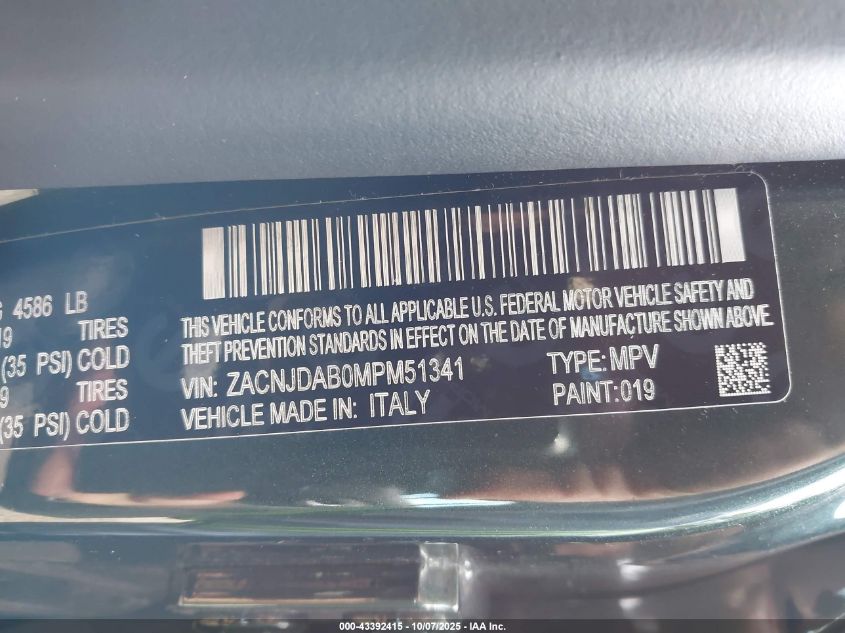 4586 LB
TIRES
(35 PSI) COLD
TIRES
(35 PSI) COLD
THIS VEHICLE CONFORMS TO ALL APPLICABLE U.S. FEDERAL MOTOR VEHICLE SAFETY AND
THEFT PREVENTION STANDARDS IN EFFECT ON THE DATE OF MANUFACTURE SHOWN ABOVE.
VIN: ZACNJDAB0MPM51341 TYPE: MPV
VEHICLE MADE IN: ITALY PAINT:019
000-43392415 - 10/07/2025 - IAA Inc.